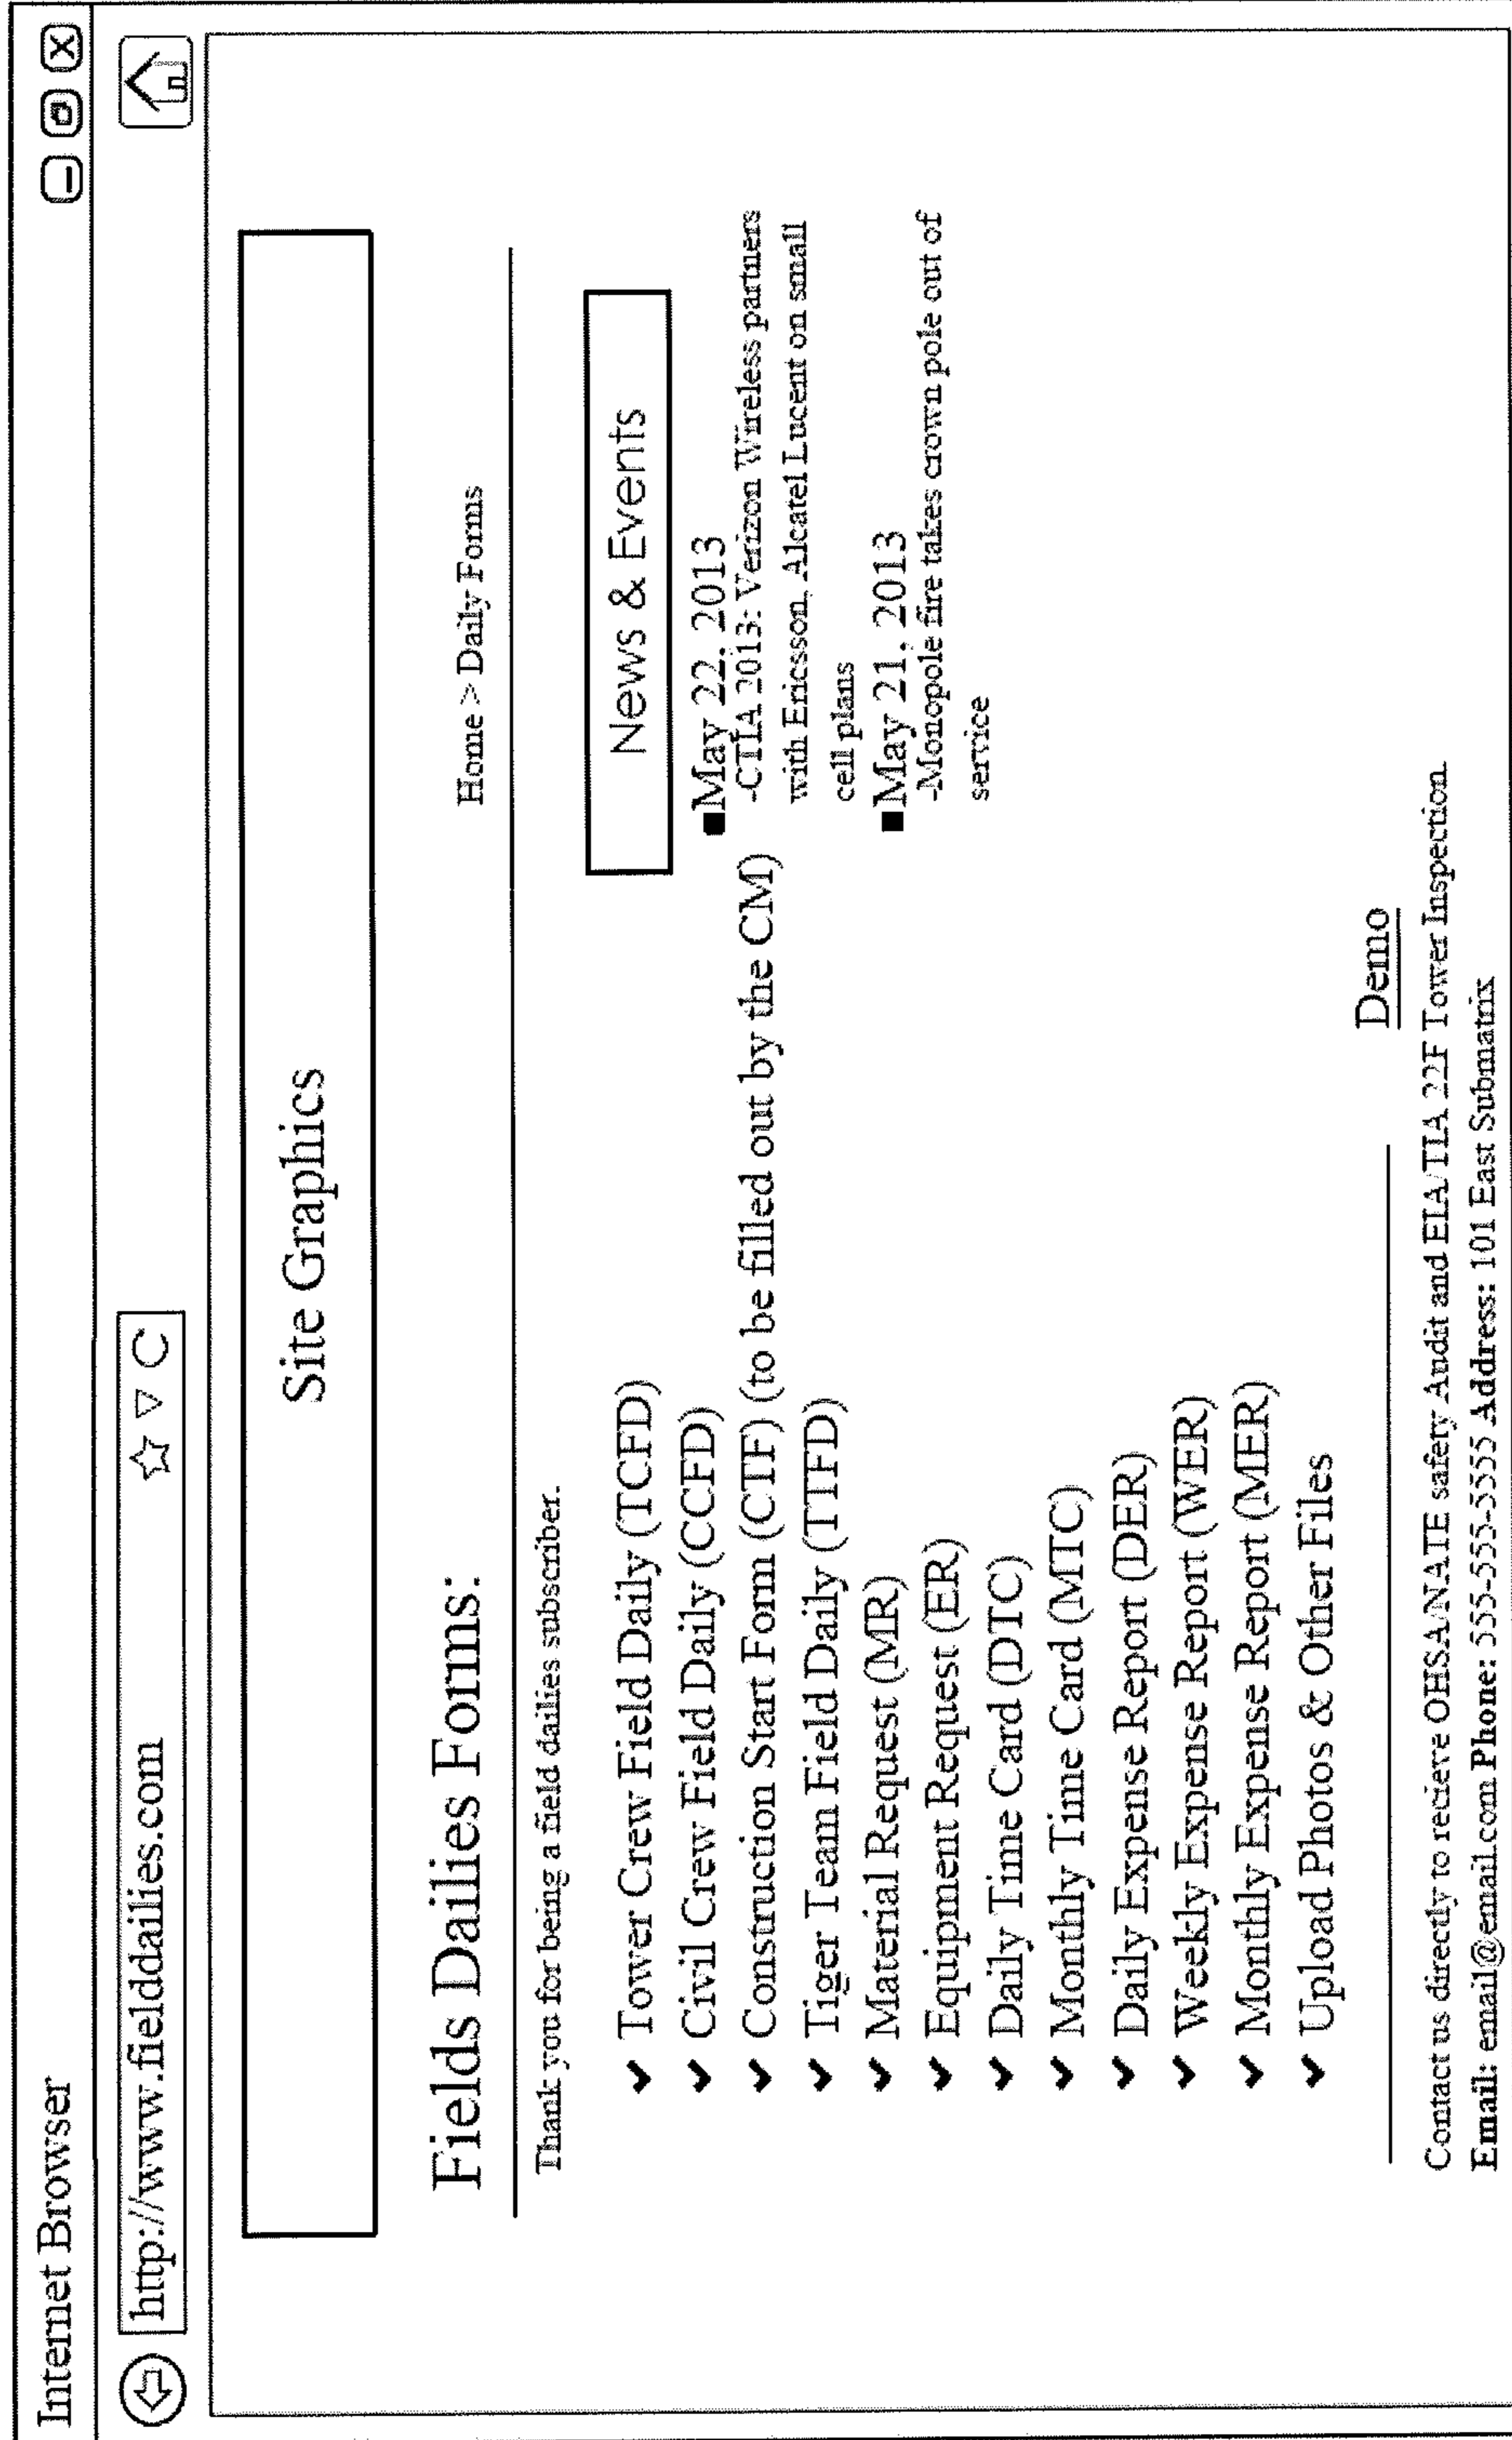 Internet Browser
http://www.fielddailies.com
Site Graphics
Fields Dailies Forms:
Home > Daily Forms
Thank you for being a field dailies subscriber.
✔ Tower Crew Field Daily (TCFD)
✔ Civil Crew Field Daily (CCFD)
✔ Construction Start Form (CTF) (to be filled out by the CM)
✔ Tiger Team Field Daily (TTFD)
✔ Material Request (MR)
✔ Equipment Request (ER)
✔ Daily Time Card (DTC)
✔ Monthly Time Card (MTC)
✔ Daily Expense Report (DER)
✔ Weekly Expense Report (WER)
✔ Monthly Expense Report (MER)
✔ Upload Photos & Other Files
News & Events
■May 22, 2013
-CTIA 2013: Verizon Wireless partners
with Ericsson, Alcatel Lucent on small
cell plans
■May 21, 2013
-Monopole fire takes crown pole out of
service
Demo
Contact us directly to recieve OHSA/NATE safety Audit and EIA/TIA 22F Tower Inspection.
Email: email@email.com Phone: 555-555-5555 Address: 101 East Submatrix